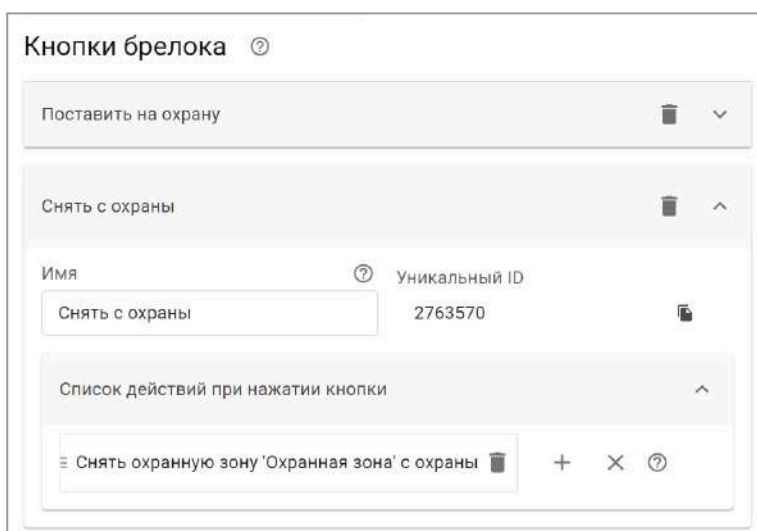 Кнопки брелока
Поставить на охрану
Снять с охраны
Имя
Уникальный ID
Снять с охраны
2763570
Список действий при нажатии кнопки
Снять охранную зону 'Охранная зона' с охраны